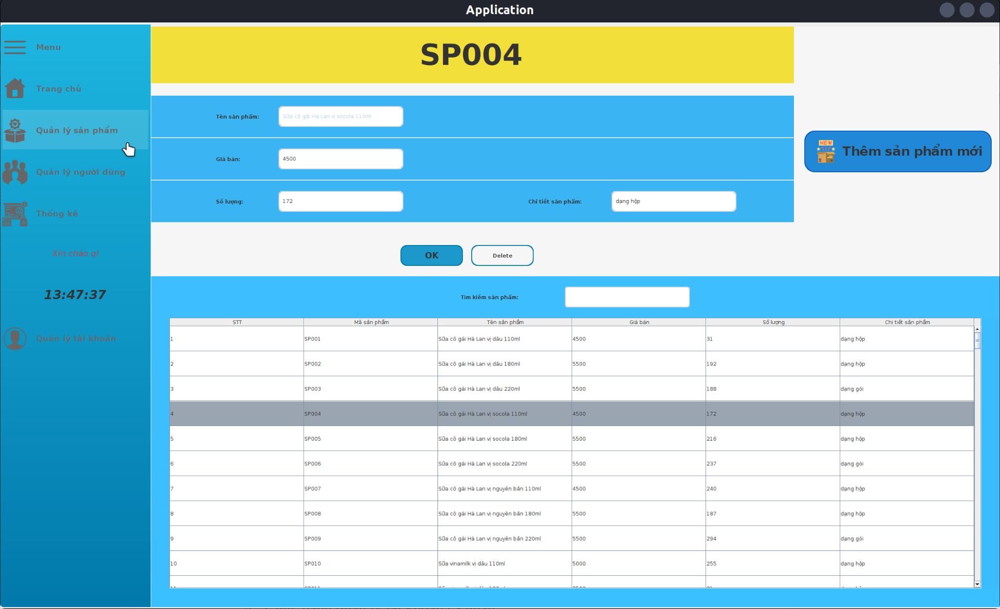 Application
Menu
Trang chủ
Quản lý sản phẩm
Quản lý người dùng
Thống kê
Xin chào ql
13:47:37
Quản lý tài khoản
SP004
Tên sản phẩm: Sữa cô gái Hà Lan vị socola 110ml
Giá bán: 4500
Số lượng: 172 Chi tiết sản phẩm: dạng hộp
NEW Thêm sản phẩm mới
OK Delete
Tìm kiếm sản phẩm:
STT Mã sản phẩm Tên sản phẩm Giá bán Số lượng Chi tiết sản phẩm
1 SP001 Sữa cô gái Hà Lan vị dâu 110ml 4500 31 dạng hộp
2 SP002 Sữa cô gái Hà Lan vị dâu 180ml 5500 192 dạng hộp
3 SP003 Sữa cô gái Hà Lan vị dâu 220ml 5500 188 dạng gói
4 SP004 Sữa cô gái Hà Lan vị socola 110ml 4500 172 dạng hộp
5 SP005 Sữa cô gái Hà Lan vị socola 180ml 5500 216 dạng hộp
6 SP006 Sữa cô gái Hà Lan vị socola 220ml 5500 237 dạng gói
7 SP007 Sữa cô gái Hà Lan vị nguyên bản 110ml 4500 240 dạng hộp
8 SP008 Sữa cô gái Hà Lan vị nguyên bản 180ml 5500 187 dạng hộp
9 SP009 Sữa cô gái Hà Lan vị nguyên bản 220ml 5500 294 dạng gói
10 SP010 Sữa vinamilk vị dâu 110ml 5000 255 dạng hộp